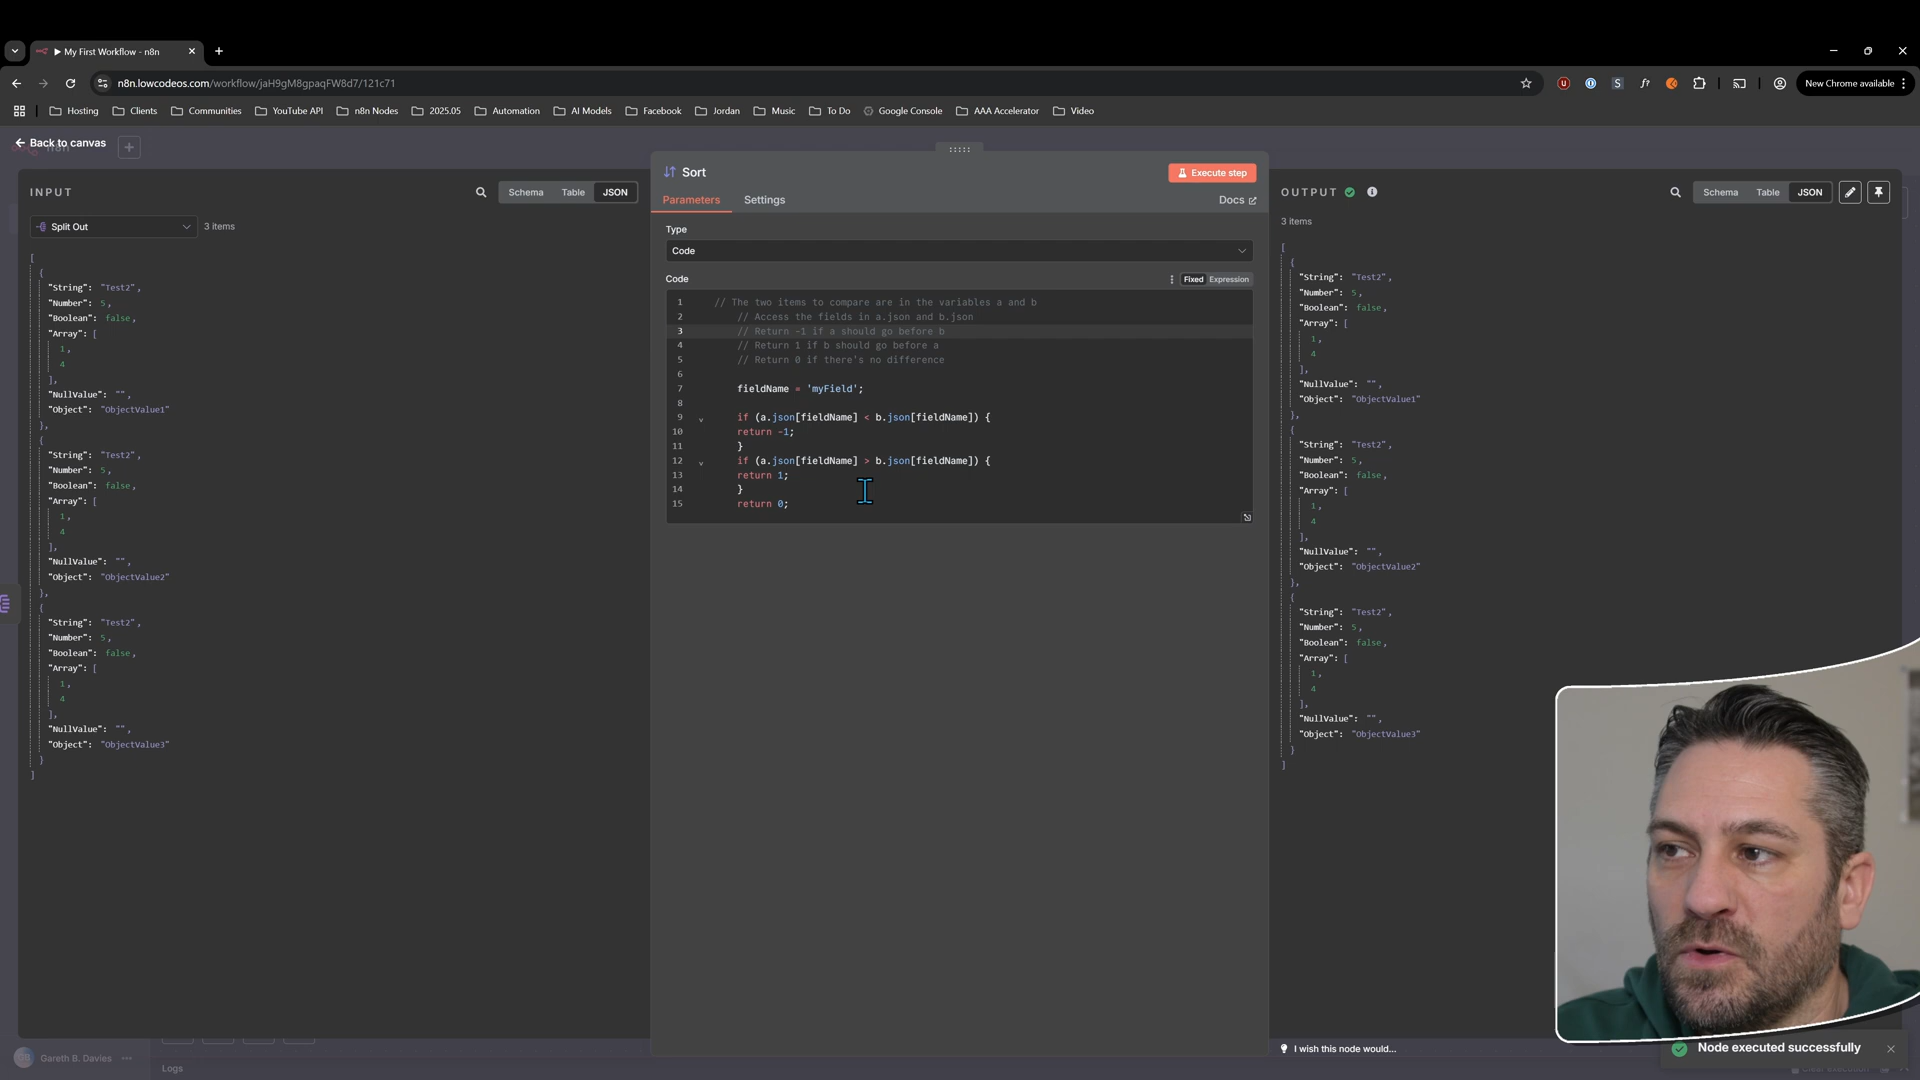 ▶ My First Workflow - n8n
n8n.lowcodeos.com/workflow/jaH9gM8gpaqFW8d7/121c71
New Chrome available
Hosting
Clients
Communities
YouTube API
n8n Nodes
2025.05
Automation
AI Models
Facebook
Jordan
Music
To Do
Google Console
AAA Accelerator
Video
Back to canvas
INPUT
Schema
Table
JSON
Split Out
3 items
[
{
"String": "Test2",
"Number": 5,
"Boolean": false,
"Array": [
1,
4
],
"NullValue": "",
"Object": "ObjectValue1"
},
{
"String": "Test2",
"Number": 5,
"Boolean": false,
"Array": [
1,
4
],
"NullValue": "",
"Object": "ObjectValue2"
},
{
"String": "Test2",
"Number": 5,
"Boolean": false,
"Array": [
1,
4
],
"NullValue": "",
"Object": "ObjectValue3"
}
]
Sort
Execute step
Parameters
Settings
Docs
Type
Code
Code
Fixed
Expression
1 // The two items to compare are in the variables a and b
2 // Access the fields in a.json and b.json
3 // Return -1 if a should go before b
4 // Return 1 if b should go before a
5 // Return 0 if there's no difference
6
7 fieldName = 'myField';
8
9 if (a.json[fieldName] < b.json[fieldName]) {
10 return -1;
11 }
12 if (a.json[fieldName] > b.json[fieldName]) {
13 return 1;
14 }
15 return 0;
OUTPUT
Schema
Table
JSON
3 items
[
{
"String": "Test2",
"Number": 5,
"Boolean": false,
"Array": [
1,
4
],
"NullValue": "",
"Object": "ObjectValue1"
},
{
"String": "Test2",
"Number": 5,
"Boolean": false,
"Array": [
1,
4
],
"NullValue": "",
"Object": "ObjectValue2"
},
{
"String": "Test2",
"Number": 5,
"Boolean": false,
"Array": [
1,
4
],
"NullValue": "",
"Object": "ObjectValue3"
}
]
I wish this node would...
Node executed successfully
Gareth B. Davies
Logs